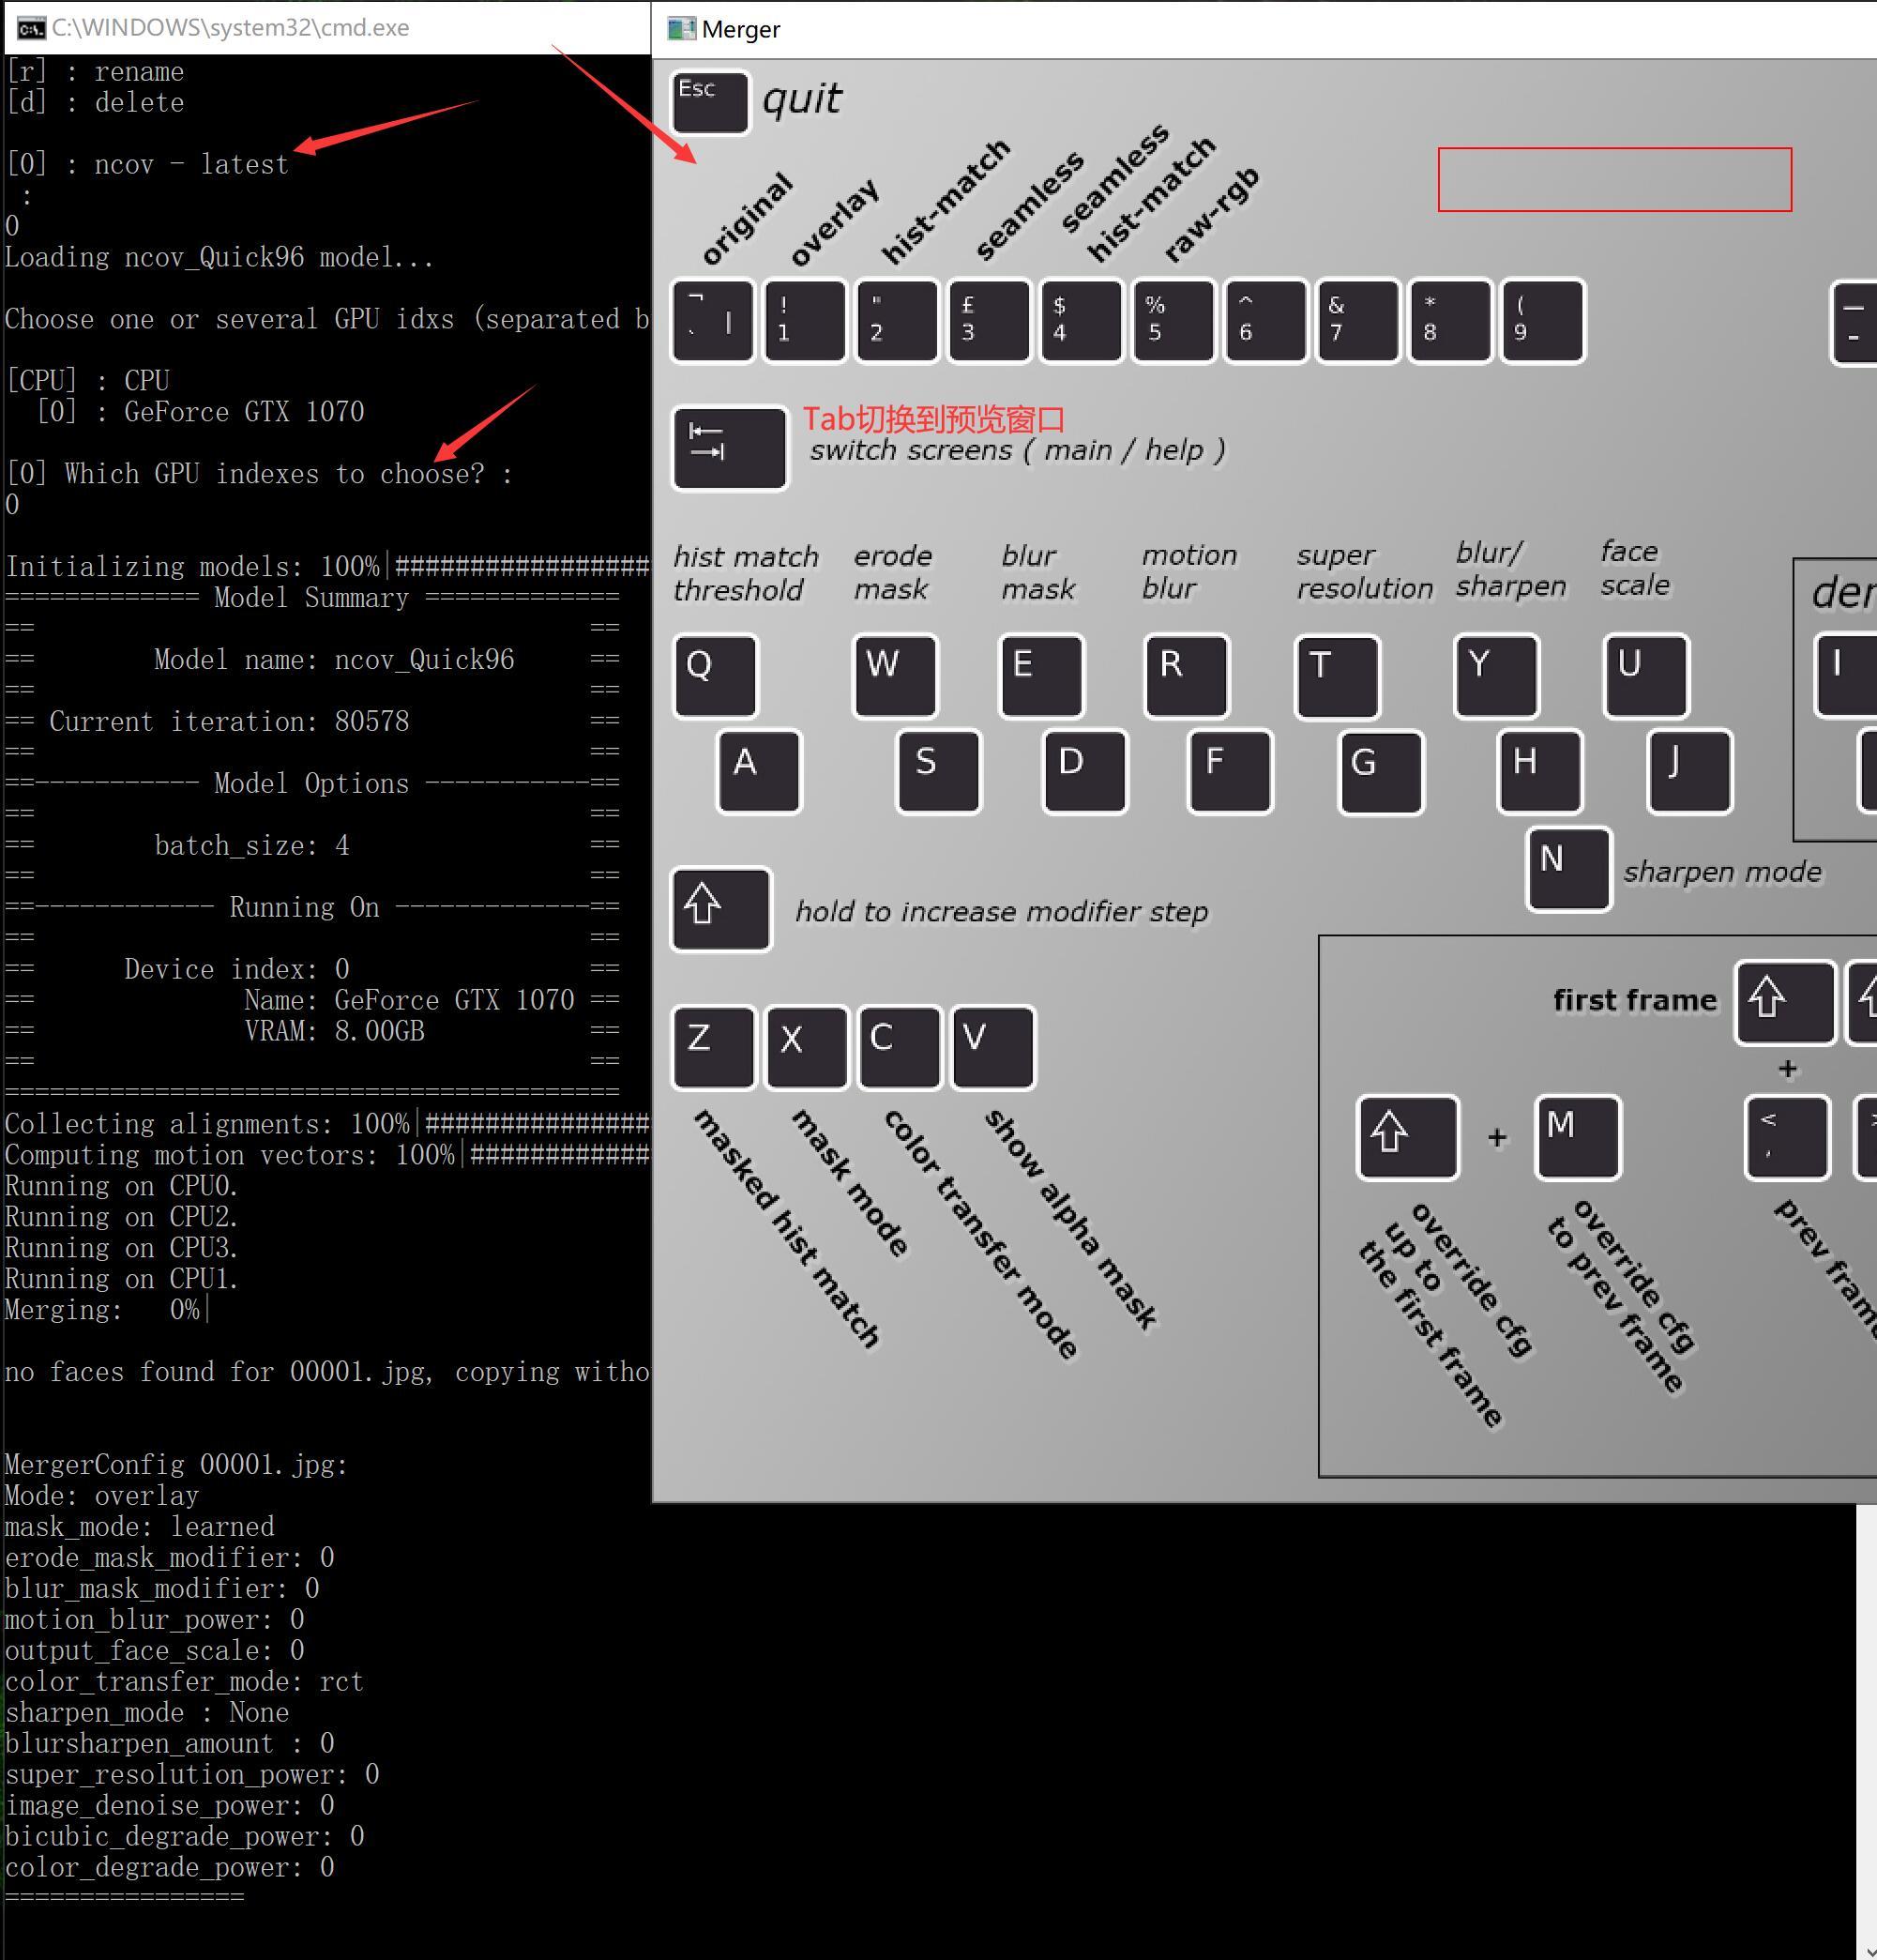 C:\WINDOWS\system32\cmd.exe
[r] : rename
[d] : delete
[0] : ncov - latest
:
0
Loading ncov_Quick96 model...
Choose one or several GPU idxs (separated b
[CPU] : CPU
[0] : GeForce GTX 1070
[0] Which GPU indexes to choose? :
0
Initializing models: 100%|#################
============= Model Summary =============
== ==
== Model name: ncov_Quick96 ==
== ==
== Current iteration: 80578 ==
== ==
==----------- Model Options -----------==
== ==
== batch_size: 4 ==
== ==
==------------ Running On -------------==
== ==
== Device index: 0 ==
== Name: GeForce GTX 1070 ==
== VRAM: 8.00GB ==
== ==
=========================================
Collecting alignments: 100%|###############
Computing motion vectors: 100%|############
Running on CPU0.
Running on CPU2.
Running on CPU3.
Running on CPU1.
Merging: 0%|
no faces found for 00001.jpg, copying witho
MergerConfig 00001.jpg:
Mode: overlay
mask_mode: learned
erode_mask_modifier: 0
blur_mask_modifier: 0
motion_blur_power: 0
output_face_scale: 0
color_transfer_mode: rct
sharpen_mode : None
blursharpen_amount : 0
super_resolution_power: 0
image_denoise_power: 0
bicubic_degrade_power: 0
color_degrade_power: 0
================
Merger
Esc quit
original
overlay
hist-match
seamless
seamless
hist-match
raw-rgb
¬ ! " £ $ % ^ & * ( _
` | 1 2 3 4 5 6 7 8 9 -
Tab切换到预览窗口
switch screens ( main / help )
hist match
threshold
erode
mask
blur
mask
motion
blur
super
resolution
blur/
sharpen
face
scale
der
Q W E R T Y U I
A S D F G H J
N sharpen mode
hold to increase modifier step
first frame
+
Z X C V
masked hist match
mask mode
color transfer mode
show alpha mask
+ M < ,
override cfg
up to
the first frame
override cfg
to prev frame
prev frame